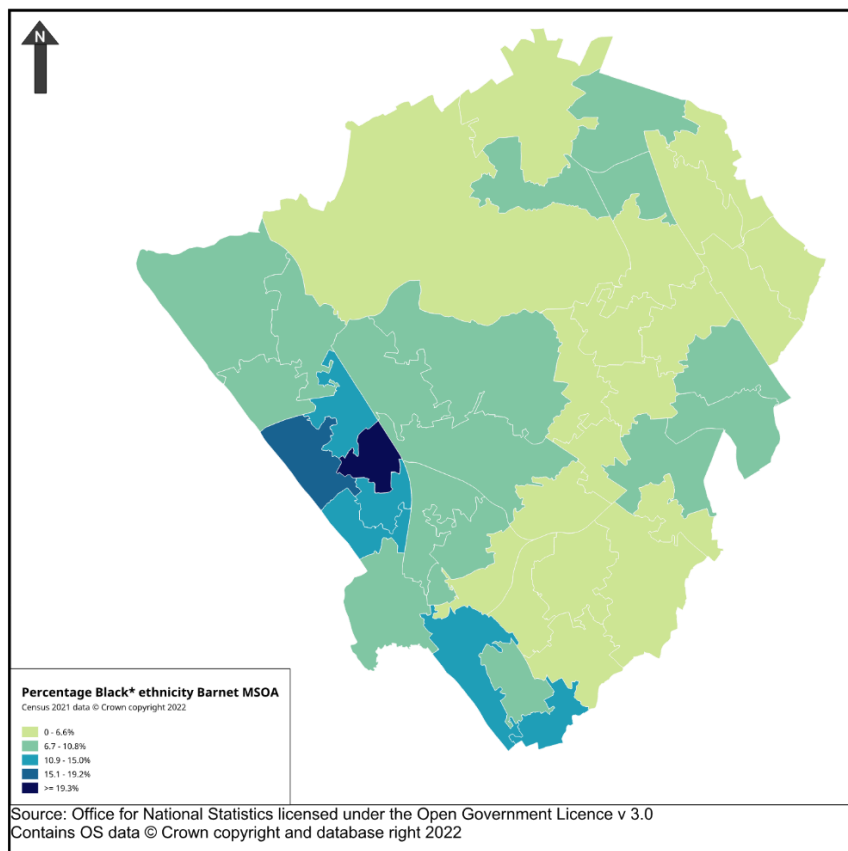 N
Percentage Black* ethnicity Barnet MSOA
Census 2021 data © Crown copyright 2022
0 - 6.6%
6.7 - 10.8%
10.9 - 15.0%
15.1 - 19.2%
>= 19.3%
Source: Office for National Statistics licensed under the Open Government Licence v 3.0
Contains OS data © Crown copyright and database right 2022